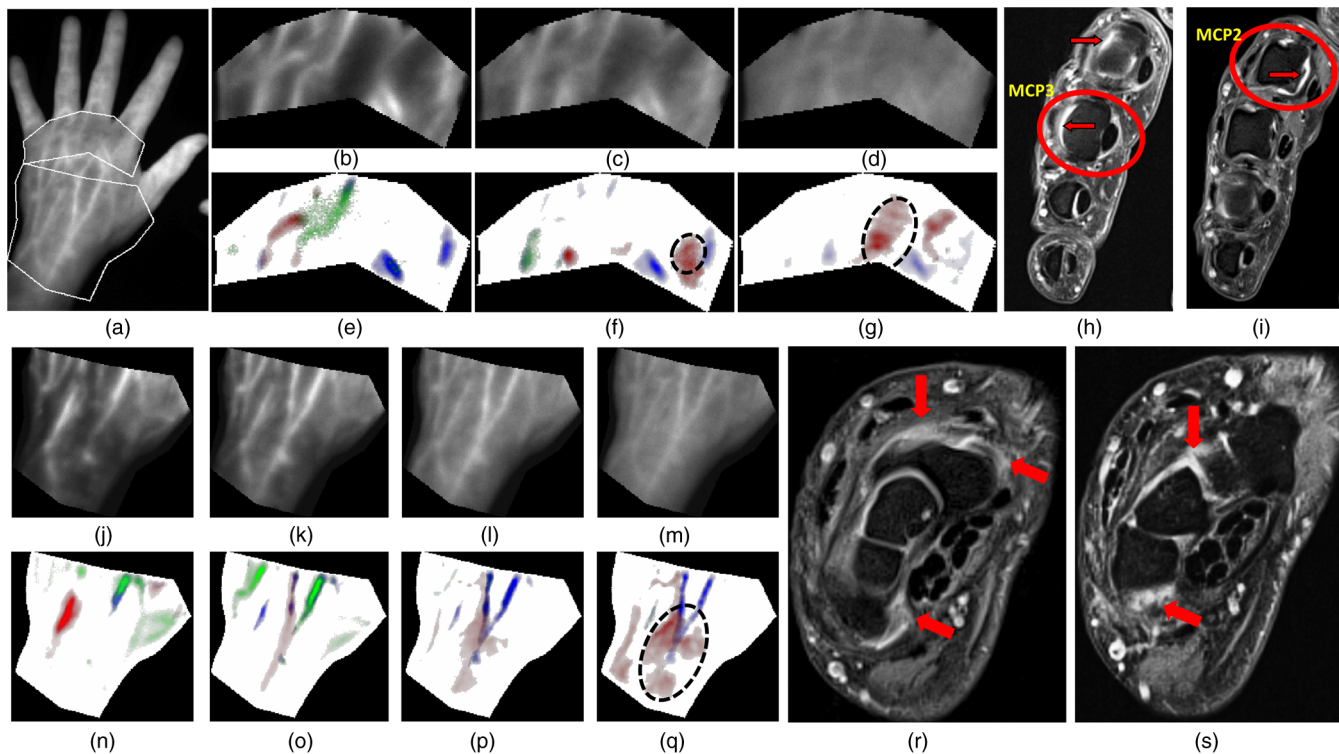 MCP3
MCP2
(b)
(c)
(d)
(a)
(e)
(f)
(g)
(h)
(i)
(j)
(k)
(l)
(m)
(n)
(o)
(p)
(q)
(r)
(s)